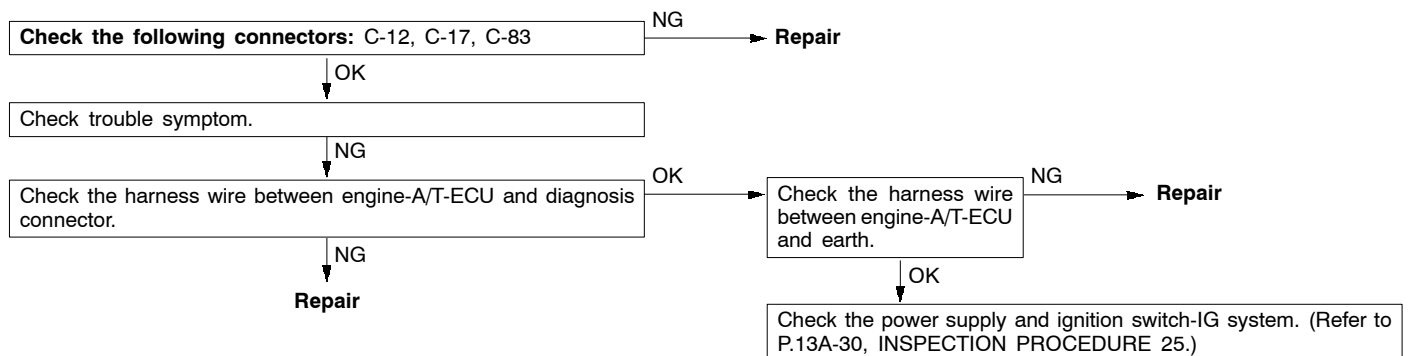 Check the following connectors: C-12, C-17, C-83
NG
Repair
OK
Check trouble symptom.
NG
Check the harness wire between engine-A/T-ECU and diagnosis
connector.
OK
Check the harness wire
between engine-A/T-ECU
and earth.
NG
Repair
NG
Repair
OK
Check the power supply and ignition switch-IG system. (Refer to
P.13A-30, INSPECTION PROCEDURE 25.)